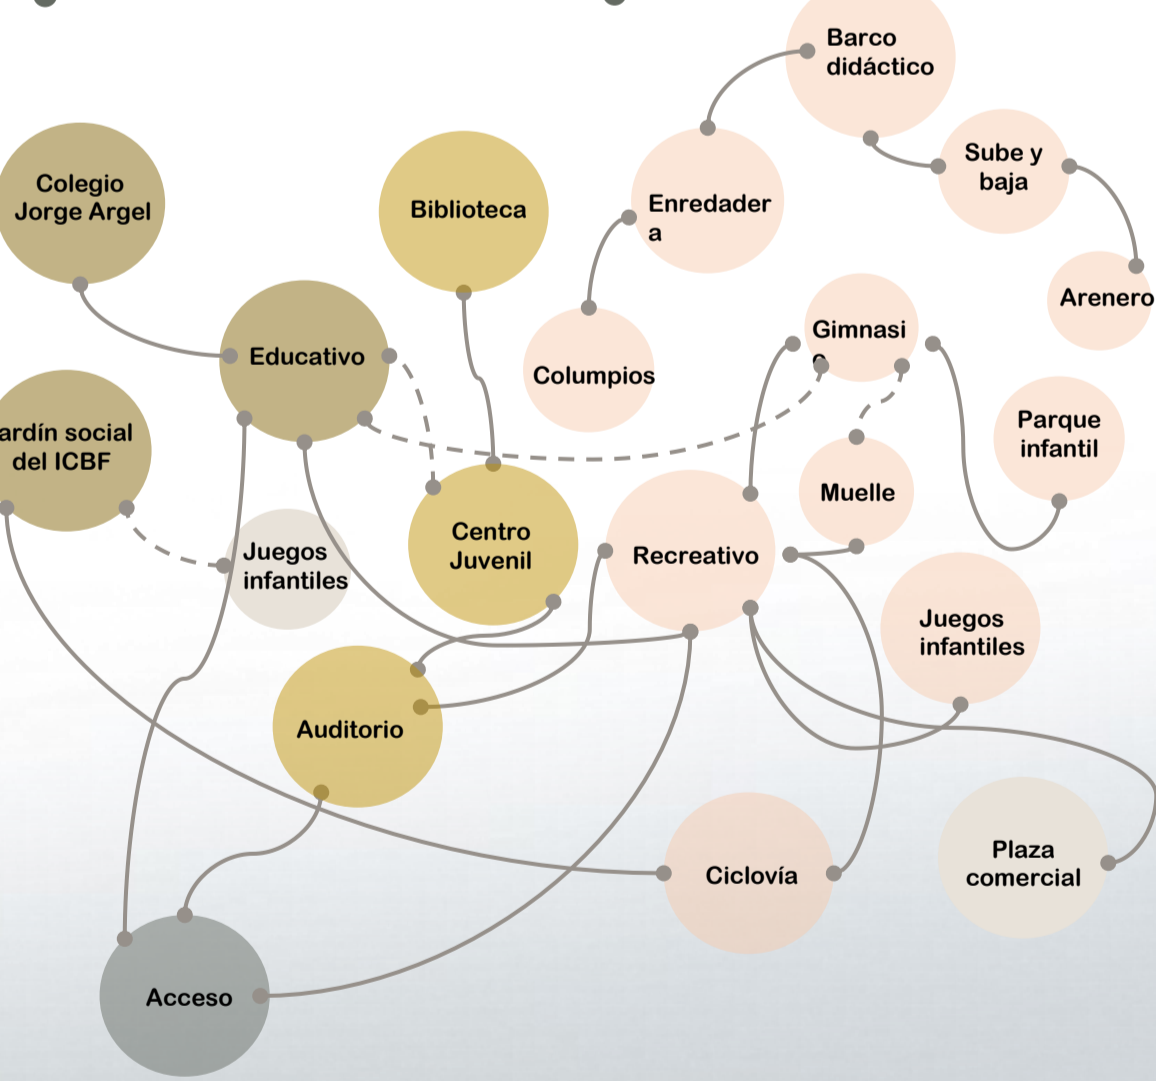 Barco
didáctico
Sube y
baja
Colegio
Jorge Argel
Biblioteca
Enredader
a
Arenero
Gimnasi
o
Educativo
Columpios
ardín social
del ICBF
Parque
infantil
Muelle
Centro
Juvenil
Juegos
infantiles
Recreativo
Juegos
infantiles
Auditorio
Plaza
comercial
Ciclovía
Acceso